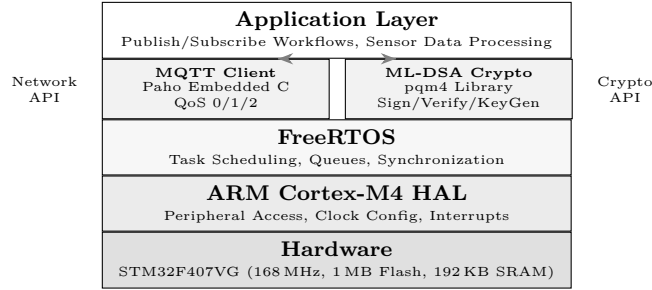 Application Layer
Publish/Subscribe Workflows, Sensor Data Processing
Network
API
MQTT Client
Paho Embedded C
QoS 0/1/2
ML-DSA Crypto
pqm4 Library
Sign/Verify/KeyGen
Crypto
API
FreeRTOS
Task Scheduling, Queues, Synchronization
ARM Cortex-M4 HAL
Peripheral Access, Clock Config, Interrupts
Hardware
STM32F407VG (168 MHz, 1 MB Flash, 192 KB SRAM)